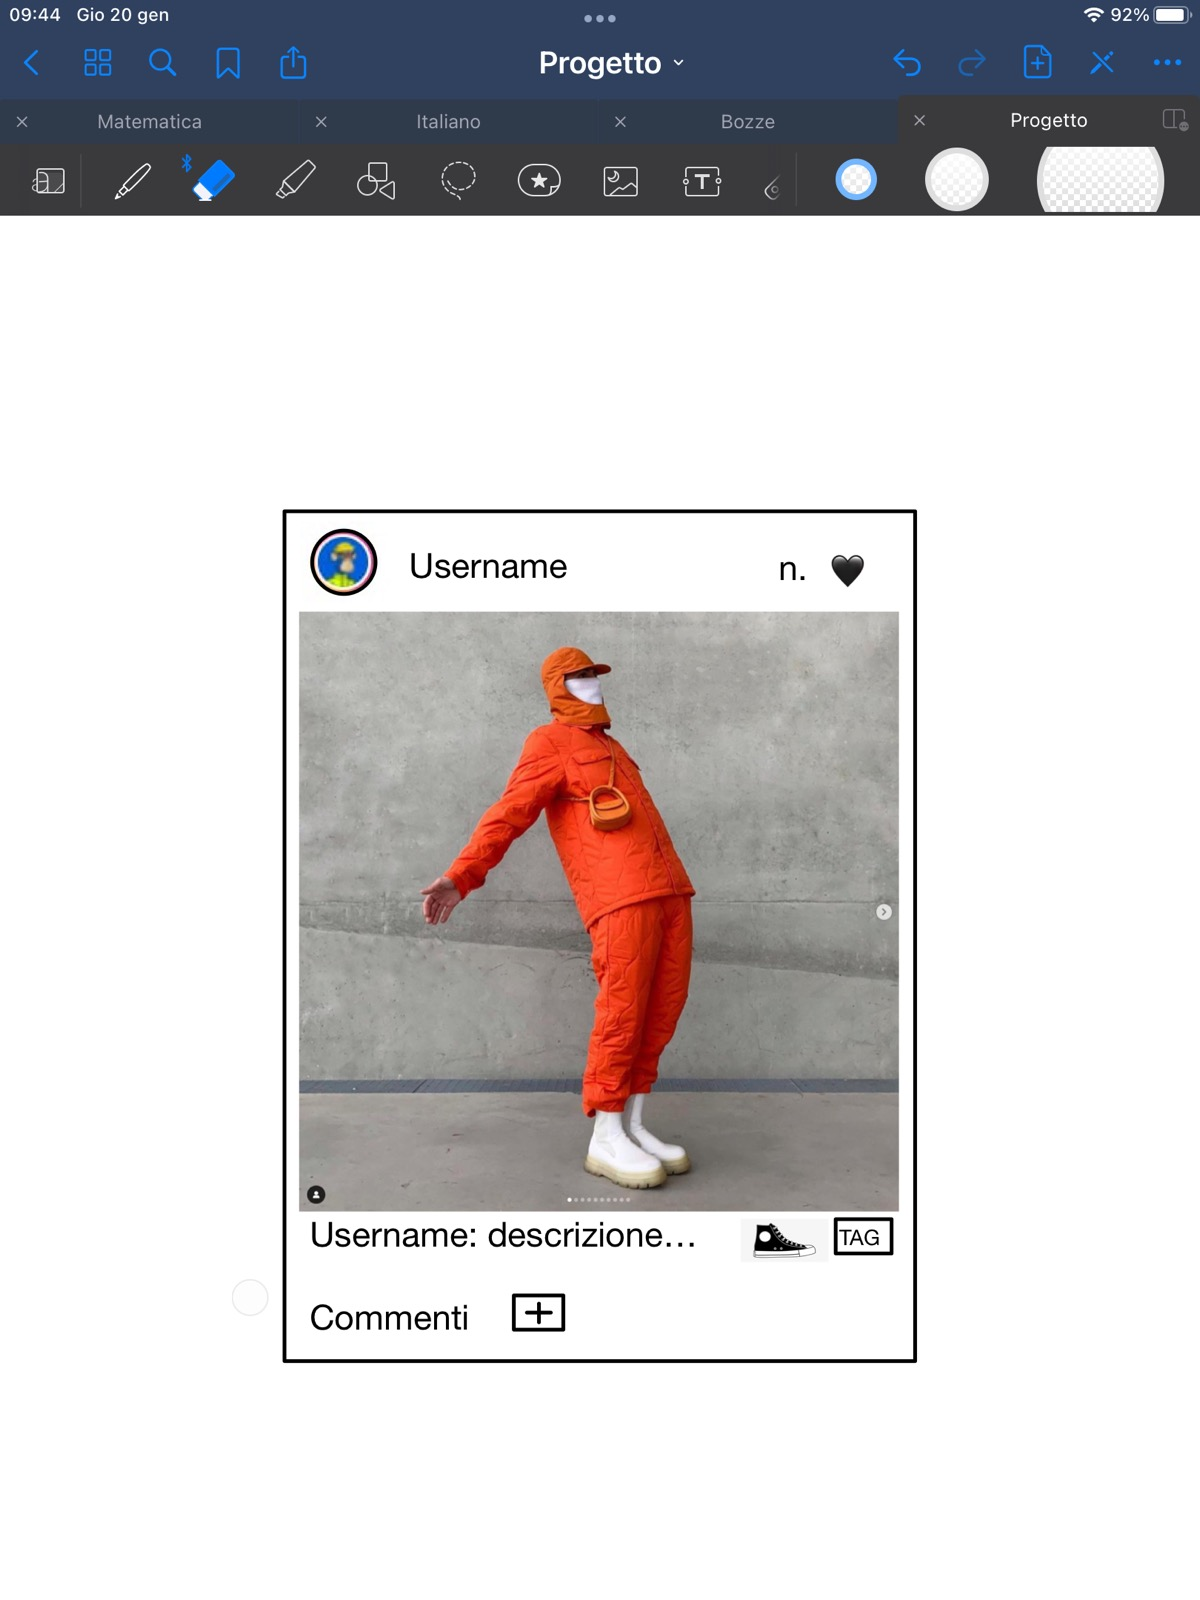 09:44 Gio 20 gen 92%
Progetto
Matematica Italiano Bozze Progetto
a T
Username n. 🖤
Username: descrizione... TAG
Commenti +